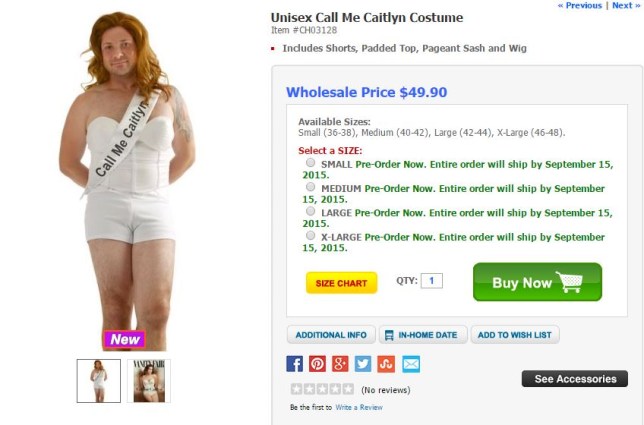 « Previous | Next »
Unisex Call Me Caitlyn Costume
Item #CH03128
Includes Shorts, Padded Top, Pageant Sash and Wig
Call Me Caitlyn
Wholesale Price $49.90
Available Sizes:
Small (36-38), Medium (40-42), Large (42-44), X-Large (46-48).
Select a SIZE:
SMALL Pre-Order Now. Entire order will ship by September 15,
2015.
MEDIUM Pre-Order Now. Entire order will ship by September
15, 2015.
LARGE Pre-Order Now. Entire order will ship by September 15,
2015.
X-LARGE Pre-Order Now. Entire order will ship by September
15, 2015.
SIZE CHART
QTY: 1
Buy Now
New
ADDITIONAL INFO
IN-HOME DATE
ADD TO WISH LIST
VANITY FAIR
(No reviews)
See Accessories
Be the first to Write a Review